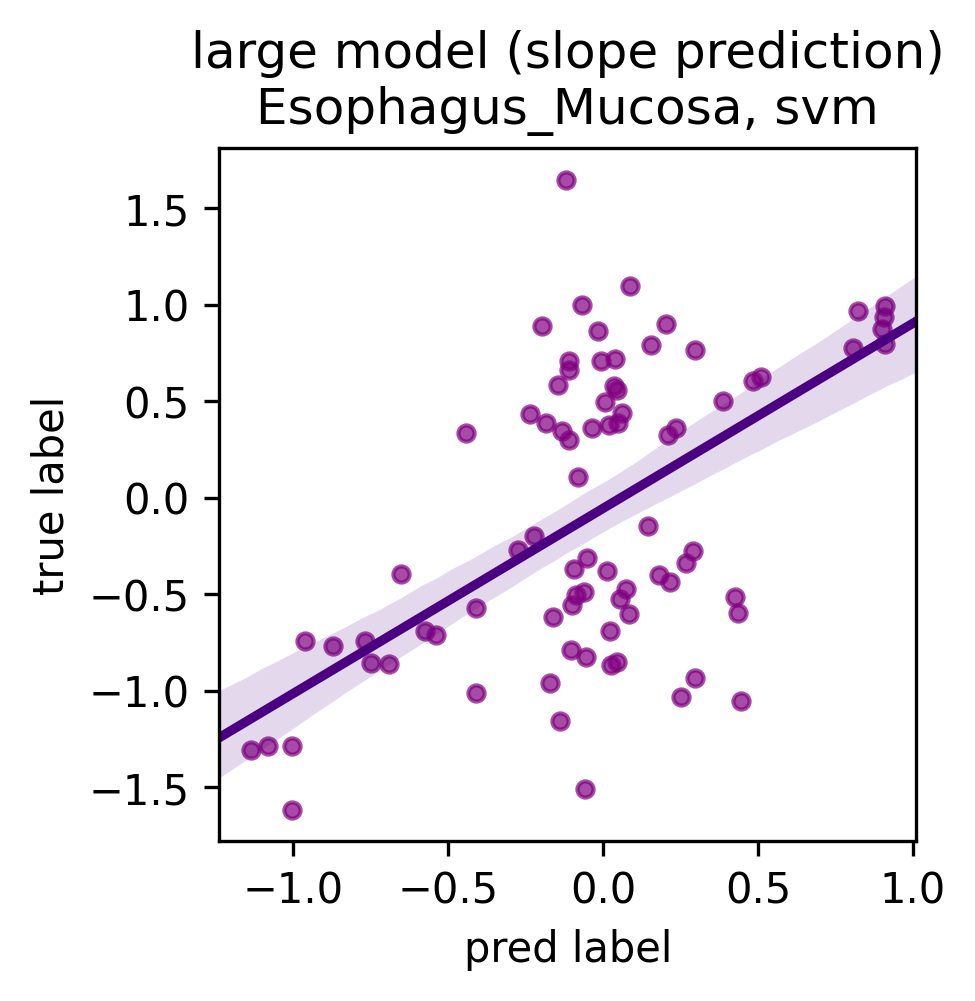 large model (slope prediction)
Esophagus_Mucosa, svm
1.5
1.0
0.5
0.0
−0.5
−1.0
−1.5
true label
−1.0 −0.5 0.0 0.5 1.0
pred label